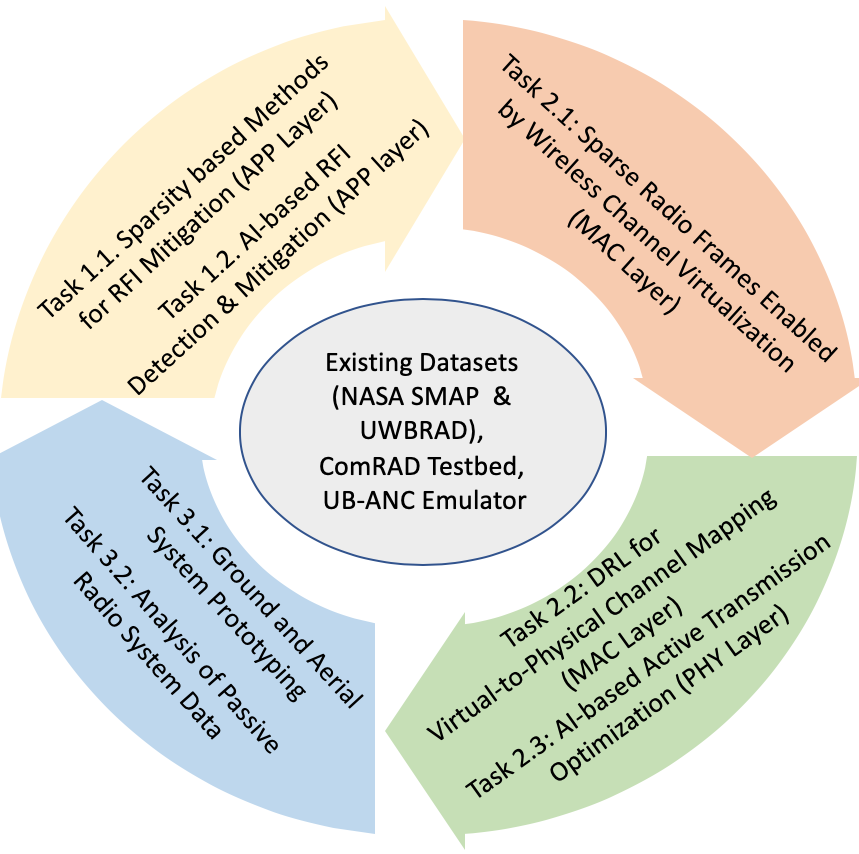 Task 1.1. Sparsity based Methods
for RFI Mitigation (APP Layer)
Task 1.2. AI-based RFI
Detection & Mitigation (APP layer)
Task 2.1: Sparse Radio Frames Enabled
by Wireless Channel Virtualization
(MAC Layer)
Existing Datasets
(NASA SMAP &
UWBRAD),
ComRAD Testbed,
UB-ANC Emulator
Task 2.2: DRL for
Virtual-to-Physical Channel Mapping
(MAC Layer)
Task 2.3: AI-based Active Transmission
Optimization (PHY Layer)
Task 3.1: Ground and Aerial
System Prototyping
Task 3.2: Analysis of Passive
Radio System Data